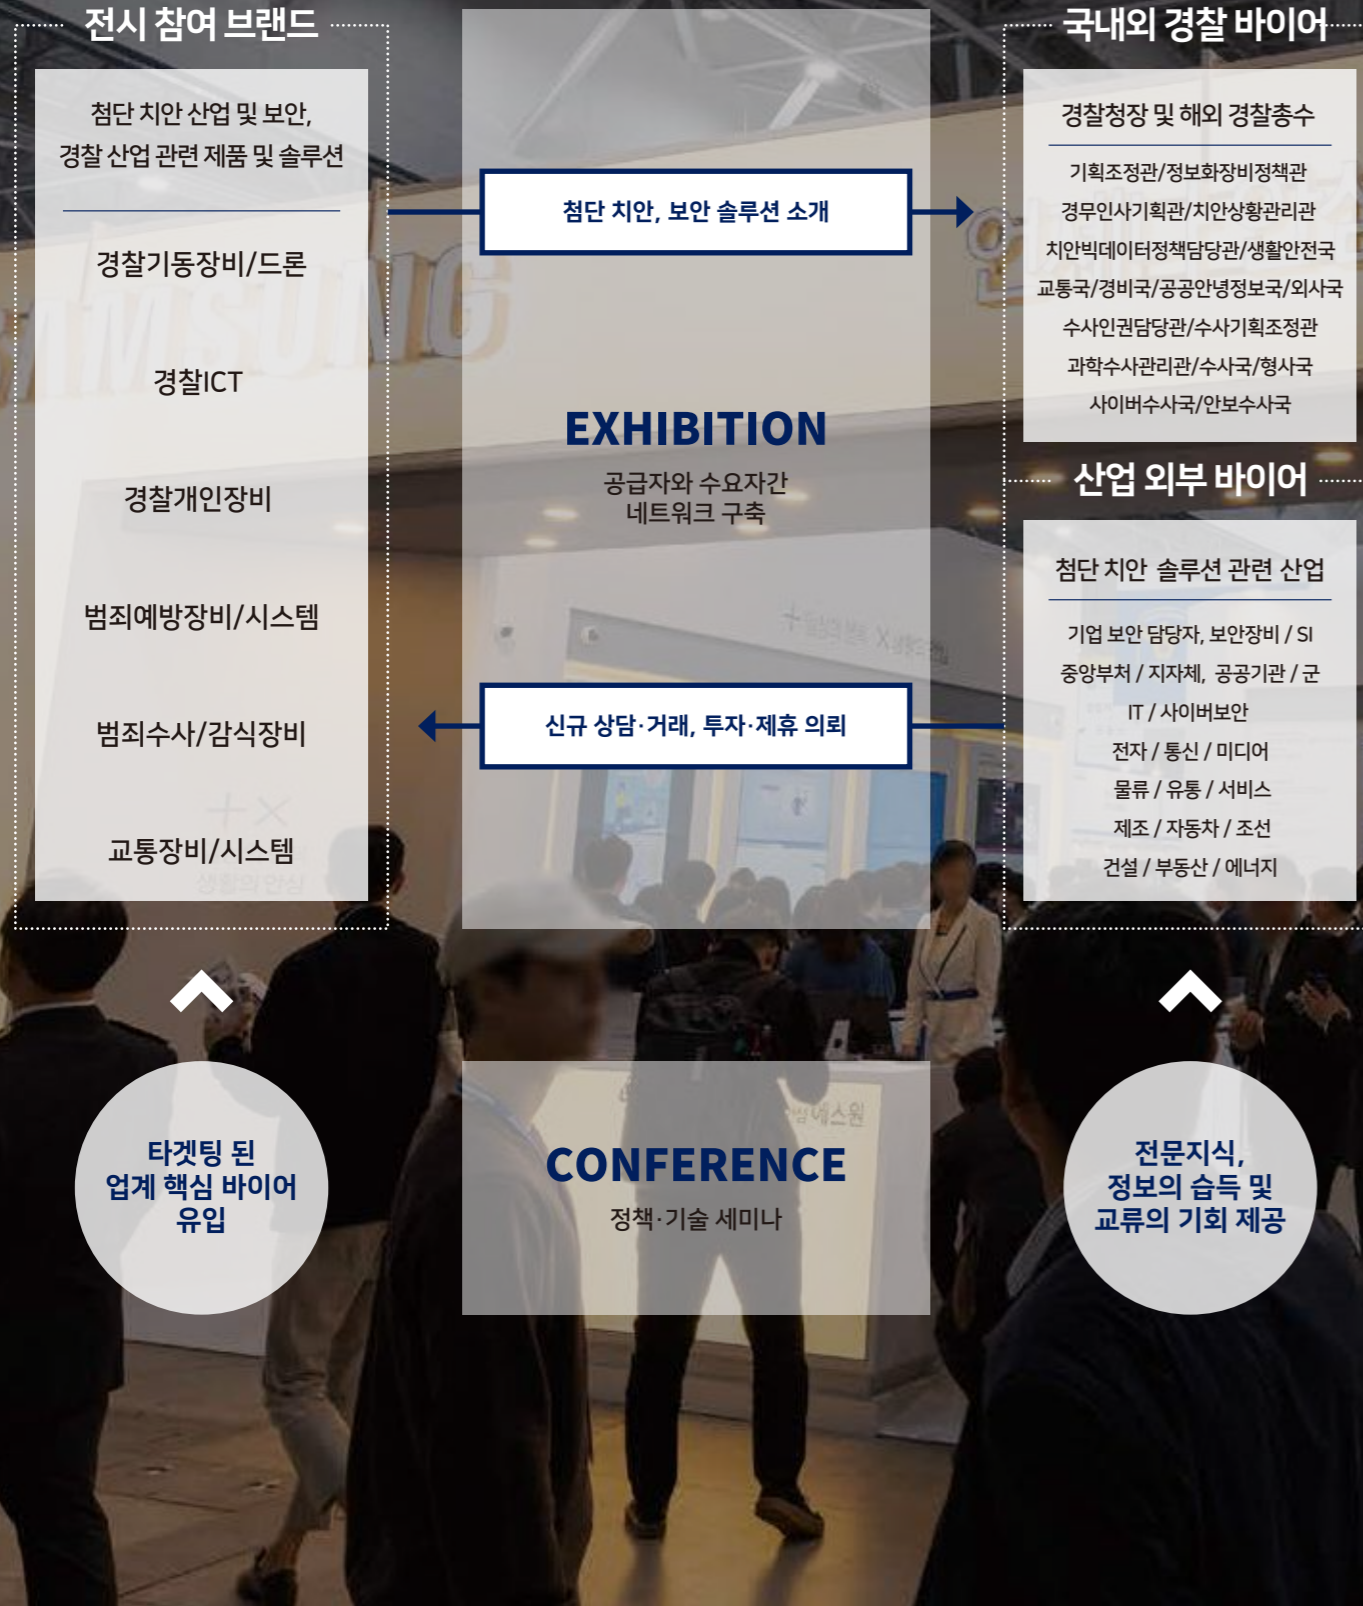 전시 참여 브랜드
첨단 치안 산업 및 보안,
경찰 산업 관련 제품 및 솔루션
경찰기동장비/드론
경찰ICT
경찰개인장비
범죄예방장비/시스템
범죄수사/감식장비
교통장비/시스템
첨단 치안, 보안 솔루션 소개
EXHIBITION
공급자와 수요자간
네트워크 구축
신규 상담·거래, 투자·제휴 의뢰
국내외 경찰 바이어
경찰청장 및 해외 경찰총수
기획조정관/정보화장비정책관
경무인사기획관/치안상황관리관
치안빅데이터정책담당관/생활안전국
교통국/경비국/공공안녕정보국/외사국
수사인권담당관/수사기획조정관
과학수사관리관/수사국/형사국
사이버수사국/안보수사국
산업 외부 바이어
첨단 치안 솔루션 관련 산업
기업 보안 담당자, 보안장비 / SI
중앙부처 / 지자체, 공공기관 / 군
IT / 사이버보안
전자 / 통신 / 미디어
물류 / 유통 / 서비스
제조 / 자동차 / 조선
건설 / 부동산 / 에너지
타겟팅 된
업계 핵심 바이어
유입
CONFERENCE
정책·기술 세미나
전문지식,
정보의 습득 및
교류의 기회 제공
SAMSUNG
생활의 안심
에스원